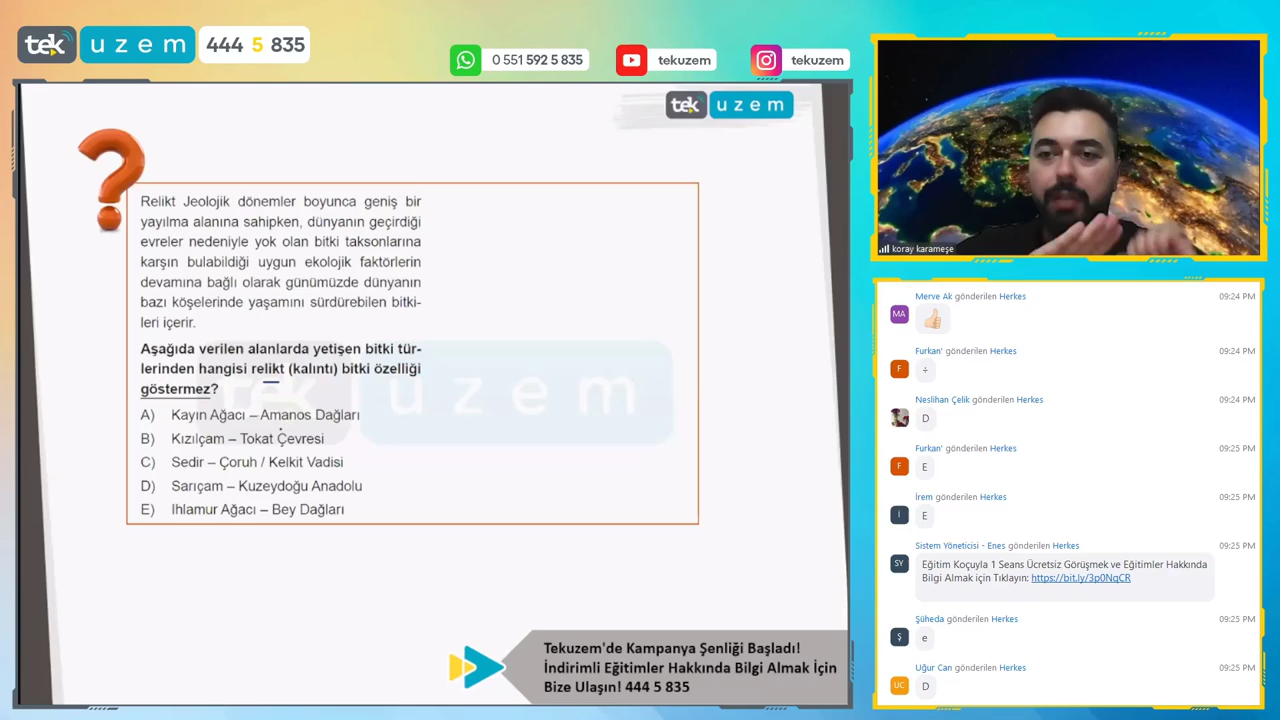 tek uzem 444 5 835
0 551 592 5 835
tekuzem
tekuzem
tek uzem
Relikt Jeolojik dönemler boyunca geniş bir
yayılma alanına sahipken, dünyanın geçirdiği
evreler nedeniyle yok olan bitki taksonlarına
karşın bulabildiği uygun ekolojik faktörlerin
devamına bağlı olarak günümüzde dünyanın
bazı köşelerinde yaşamını sürdürebilen bitki-
leri içerir.
Aşağıda verilen alanlarda yetişen bitki tür-
lerinden hangisi relikt (kalıntı) bitki özelliği
göstermez?
A) Kayın Ağacı – Amanos Dağları
B) Kızılçam – Tokat Çevresi
C) Sedir – Çoruh / Kelkit Vadisi
D) Sarıçam – Kuzeydoğu Anadolu
E) Ihlamur Ağacı – Bey Dağları
tek uzem
Tekuzem'de Kampanya Şenliği Başladı!
İndirimli Eğitimler Hakkında Bilgi Almak İçin
Bize Ulaşın! 444 5 835
koray karameşe
Merve Ak gönderilen Herkes 09:24 PM
MA
Furkan' gönderilen Herkes 09:24 PM
F ÷
Neslihan Çelik gönderilen Herkes 09:24 PM
D
Furkan' gönderilen Herkes 09:25 PM
F E
İrem gönderilen Herkes 09:25 PM
İ E
Sistem Yöneticisi - Enes gönderilen Herkes 09:25 PM
SY Eğitim Koçuyla 1 Seans Ücretsiz Görüşmek ve Eğitimler Hakkında
Bilgi Almak için Tıklayın: https://bit.ly/3p0NqCR
Şüheda gönderilen Herkes 09:25 PM
Ş e
Uğur Can gönderilen Herkes 09:25 PM
UC D